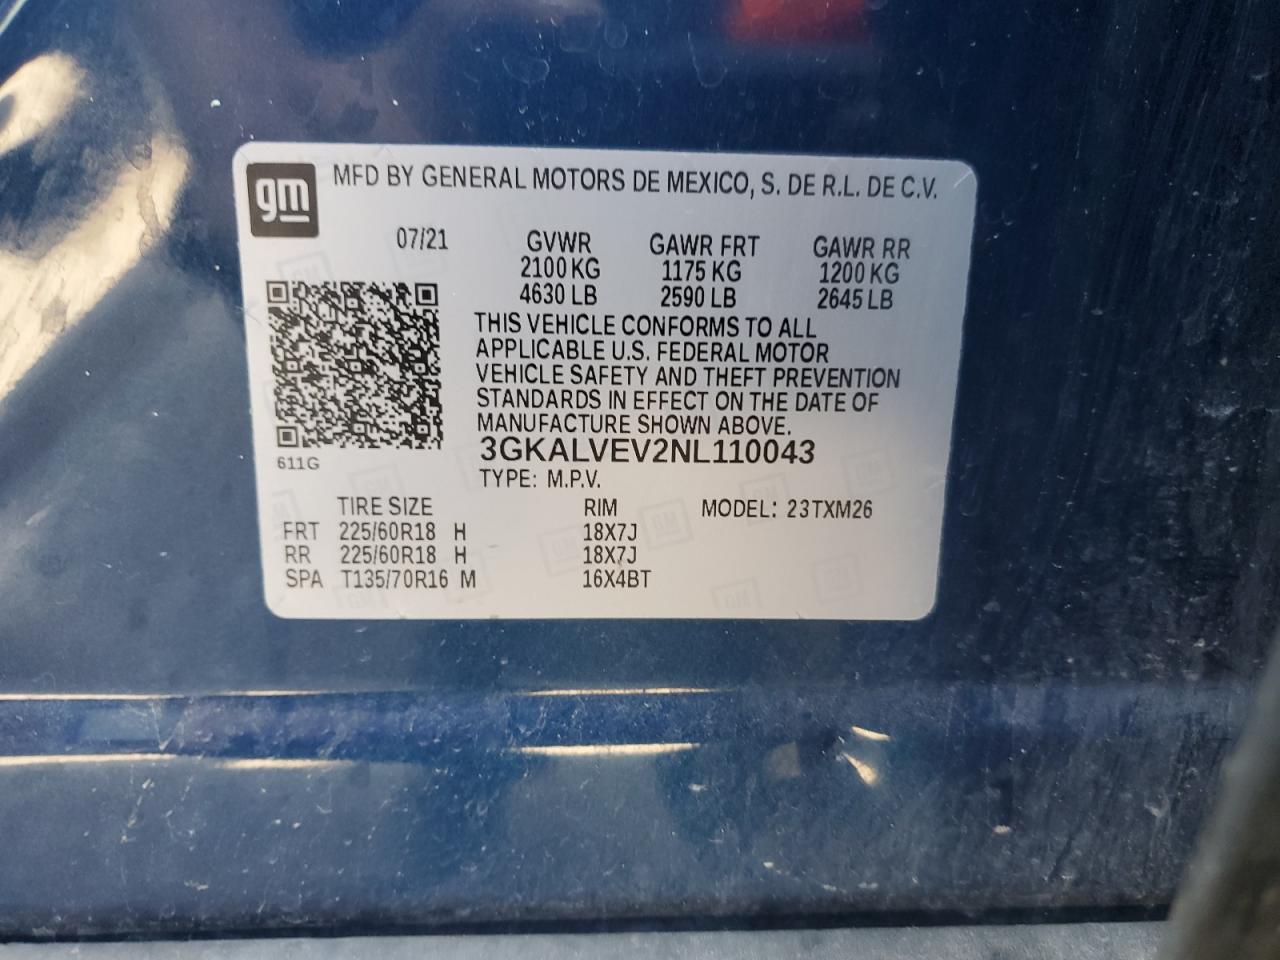 gm MFD BY GENERAL MOTORS DE MEXICO, S. DE R.L. DE C.V.
07/21 GVWR GAWR FRT GAWR RR
2100 KG 1175 KG 1200 KG
4630 LB 2590 LB 2645 LB
THIS VEHICLE CONFORMS TO ALL
APPLICABLE U.S. FEDERAL MOTOR
VEHICLE SAFETY AND THEFT PREVENTION
STANDARDS IN EFFECT ON THE DATE OF
MANUFACTURE SHOWN ABOVE.
611G
3GKALVEV2NL110043
TYPE: M.P.V.
TIRE SIZE RIM MODEL: 23TXM26
FRT 225/60R18 H 18X7J
RR 225/60R18 H 18X7J
SPA T135/70R16 M 16X4BT